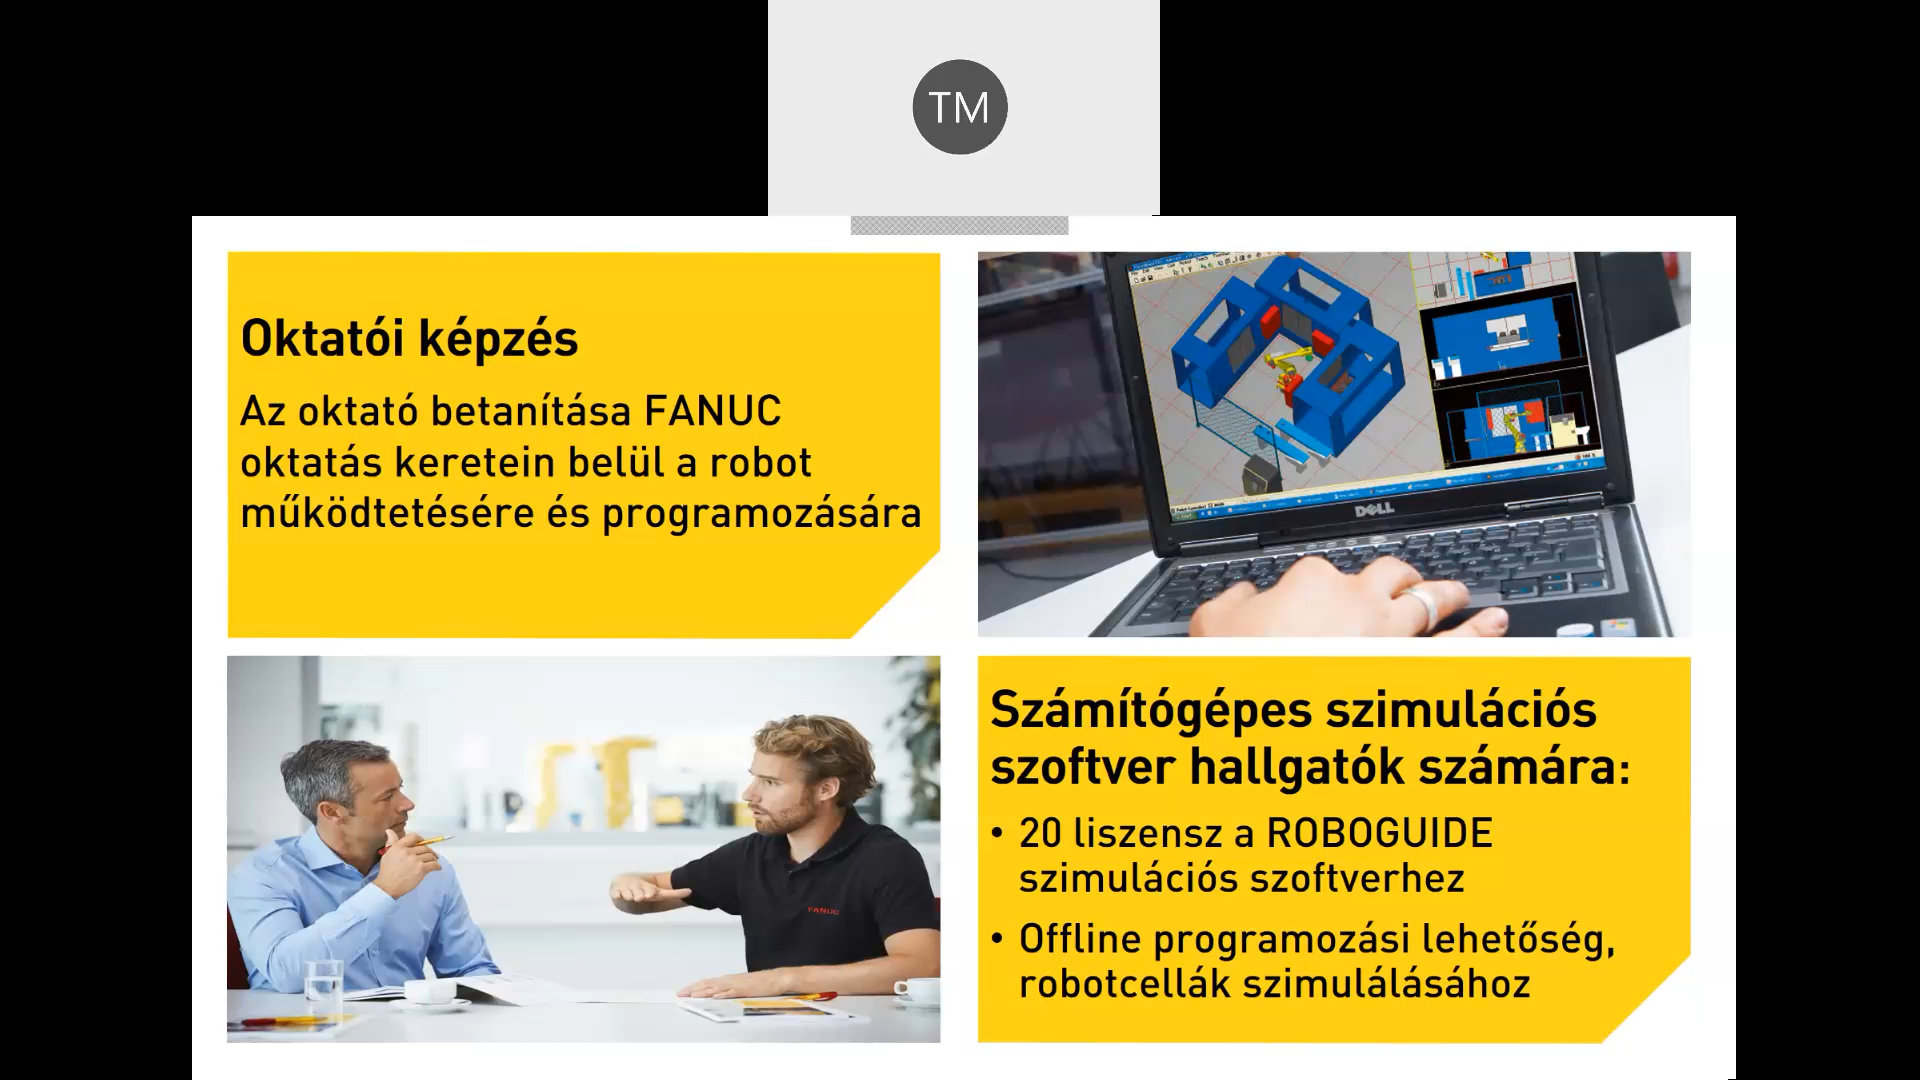 TM
Oktatói képzés
Az oktató betanítása FANUC
oktatás keretein belül a robot
működtetésére és programozására
DELL
FANUC
Számítógépes szimulációs
szoftver hallgatók számára:
• 20 liszensz a ROBOGUIDE
szimulációs szoftverhez
• Offline programozási lehetőség,
robotcellák szimulálásához